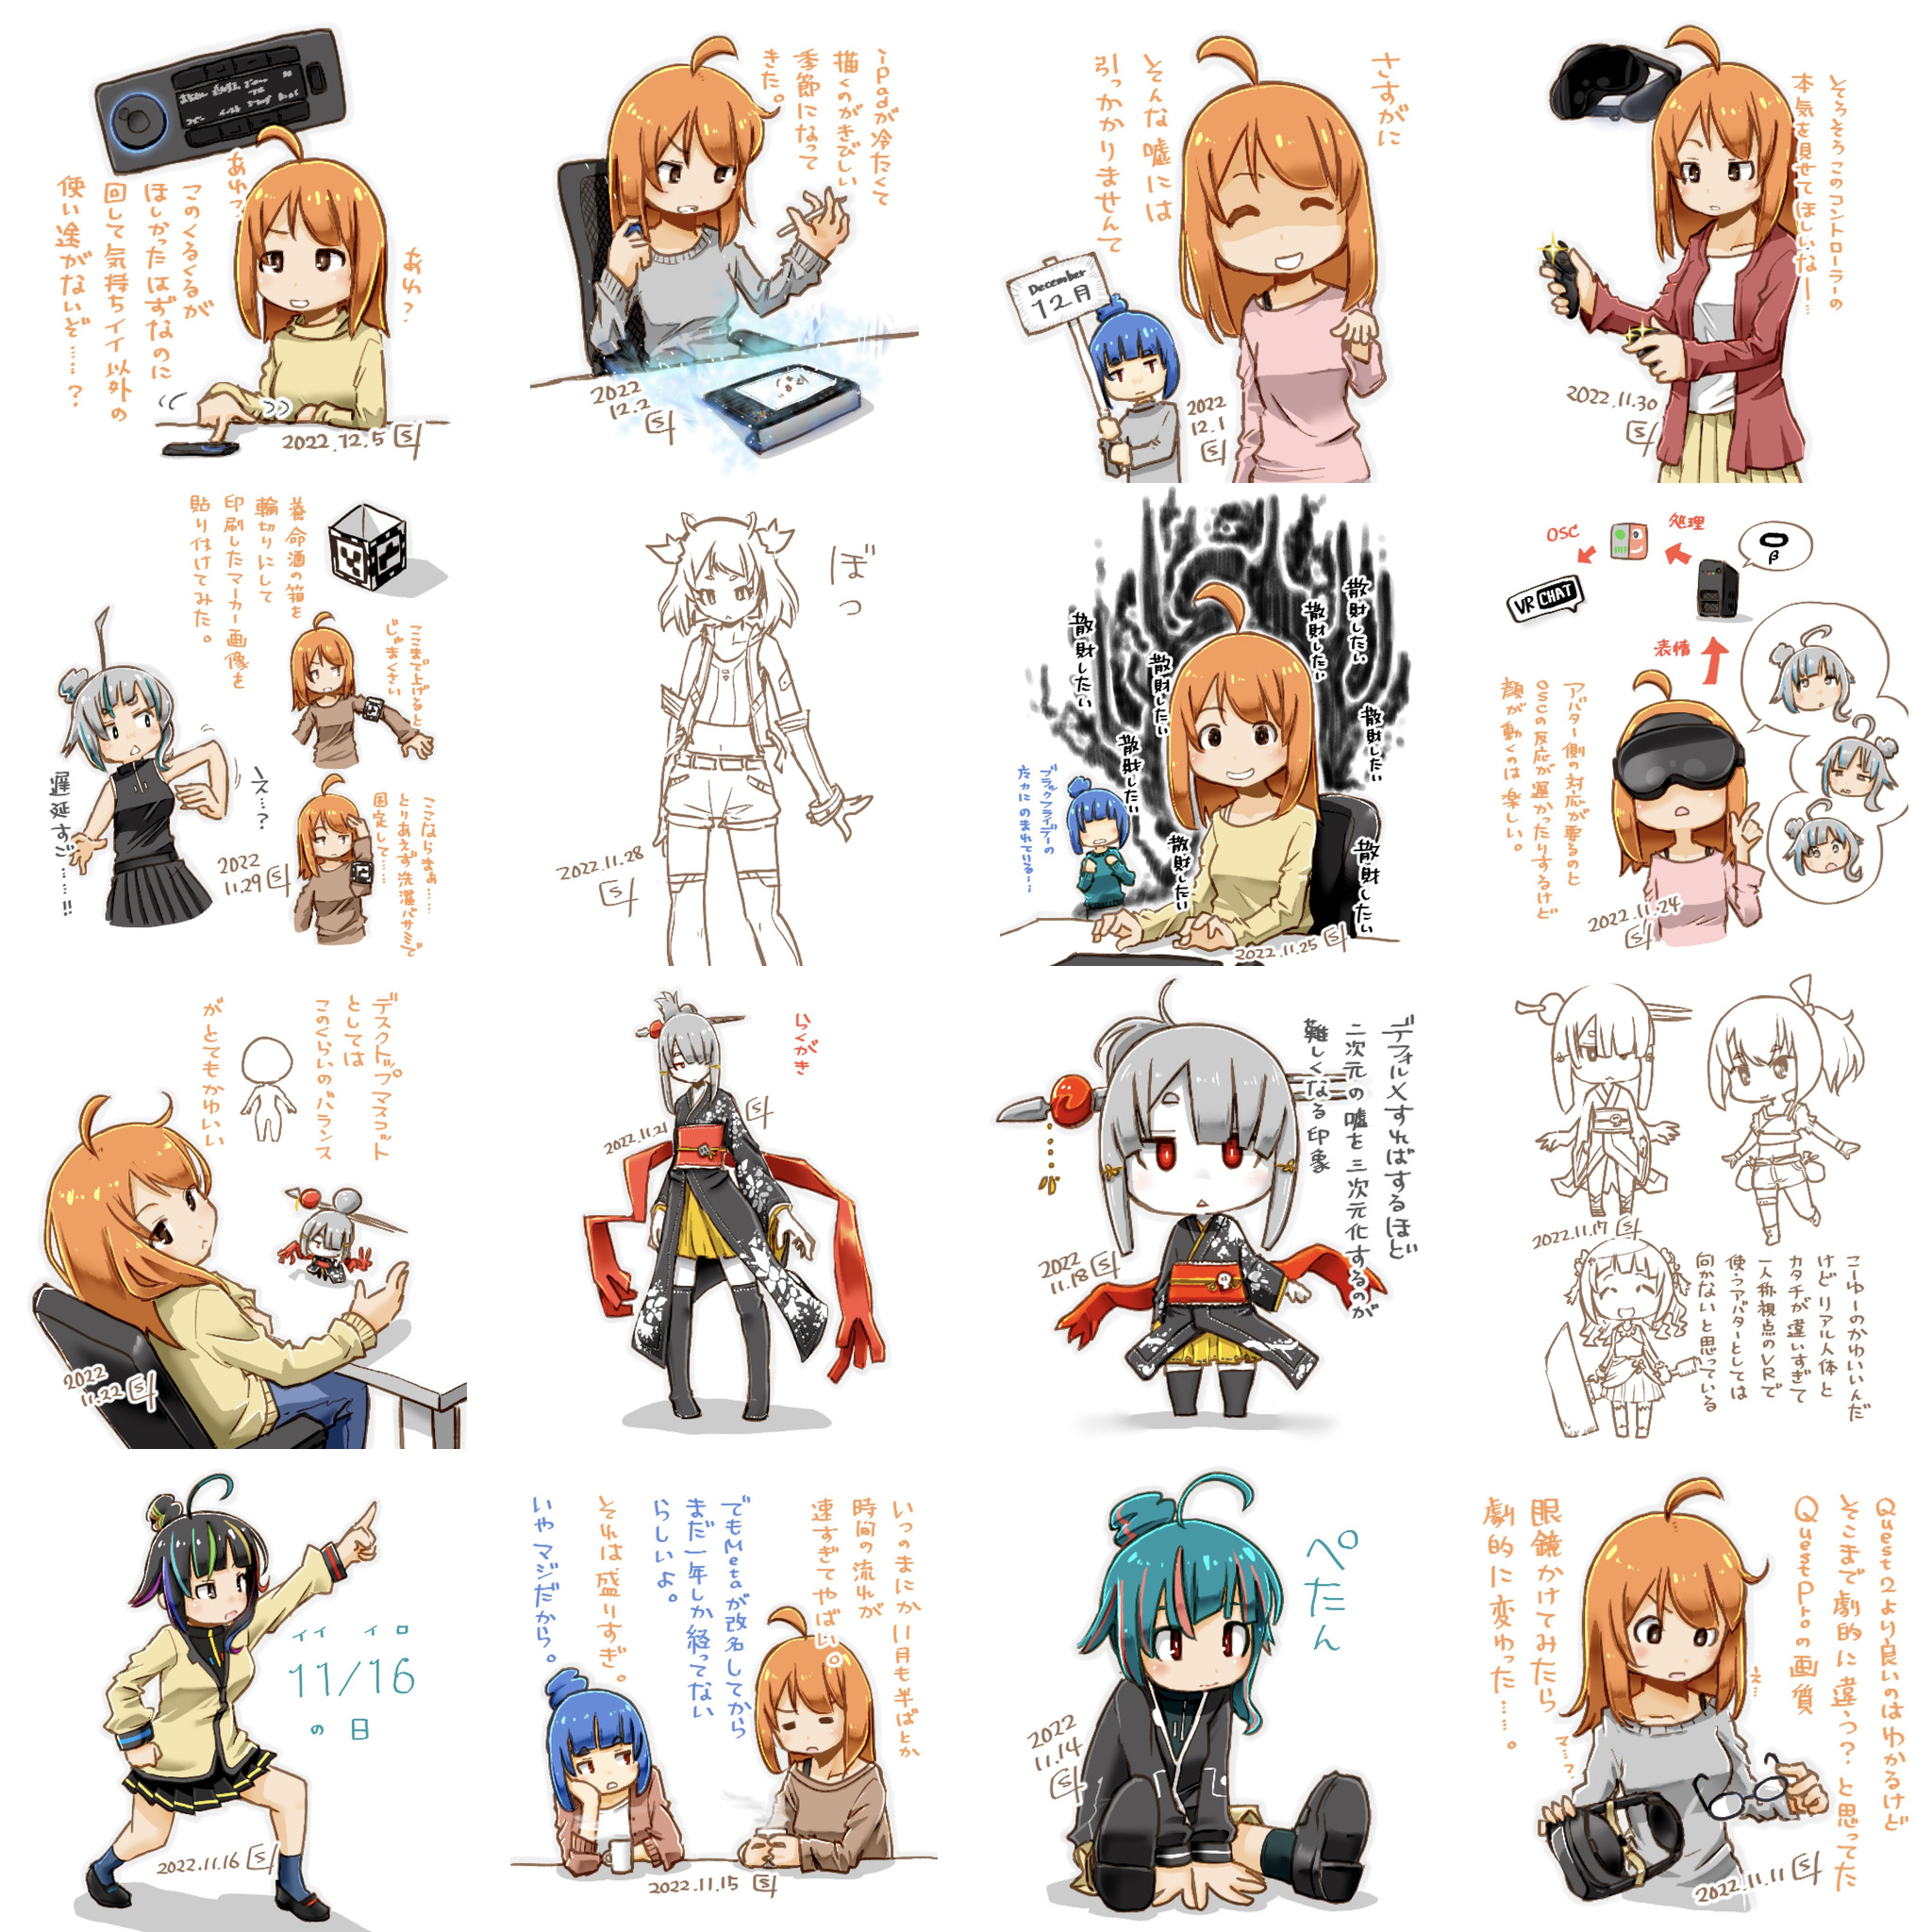 あれ?
あれ?
このくるくるが
ほしかったはずなのに
回して気持ちイイ以外の
使い途がないぞ……?
2022.12.5
iPadが冷たくて
描くのがきびしい
季節になって
きた。
2022
12.2
さすがに
そんな嘘には
引っかかりませんて
December
12月
2022
12.1
そろそろこのコントローラーの
本気を見せてほしいな―…
2022.11.30
養命酒の箱を
輪切りにして
印刷したマーカー画像を
貼り付けてみた。
ここまで上げると
じゃまくさい
ここならまぁ……
とりあえず洗濯バサミで
固定して……
え…?
遅延すご……!!
2022
11.29
ぼっ
2022.11.28
散財したい
散財したい
散財したい
散財したい
散財したい
散財したい
散財したい
散財したい
ブラックフライデーの
チカラにのまれている…
2022.11.25
OSC
処理
β
VRCHAT
表情
アバター側の対応が要るのと
OSCの反応が遅かったりするけど
顔が動くのは楽しい。
2022.11.24
デスクトップマスコット
としては
このくらいのバランス
がとてもかわいい
2022
11.22
らくがき
2022.11.21
デフォルメすればするほど
二次元の嘘を三次元化するのが
難しくなる印象
2022
11.18
2022.11.17
こーゆーのかわいいんだ
けどリアル人体と
カタチが違いすぎて
一人称視点のVRで
使うアバターとしては
向かないと思っている
イイ イロ
11/16
の日
2022.11.16
いつのまにか11月も半ばとか
時間の流れが
速すぎてやばい。
でもMetaが改名してから
まだ一年しか経ってない
らしいよ。
それは盛りすぎ。
いやマジだから。
2022.11.15
ぺたん
2022
11.14
Quest2より良いのはわかるけど
そこまで劇的に違う?と思ってた
QuestProの画質
眼鏡かけてみたら
劇的に変わった……。
え…
マ…?
2022.11.11